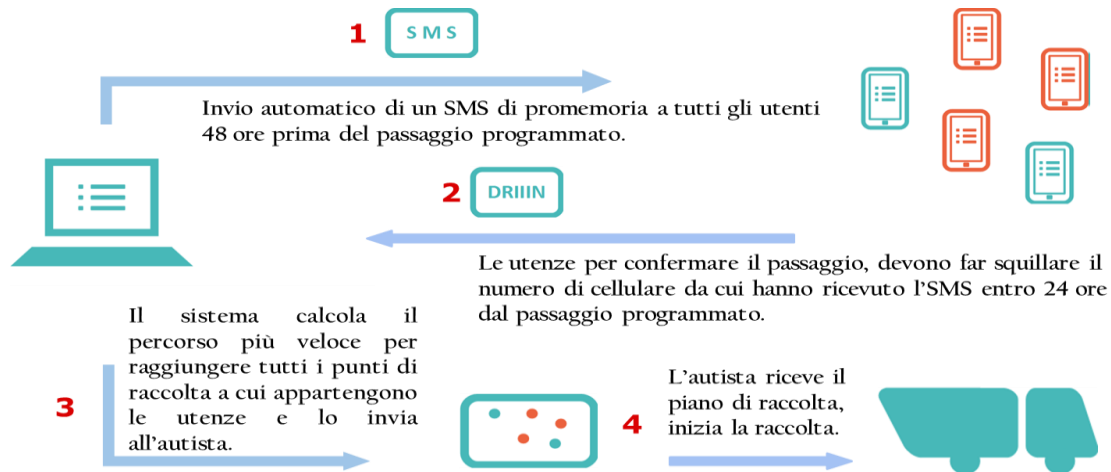 1
SMS
Invio automatico di un SMS di promemoria a tutti gli utenti
48 ore prima del passaggio programmato.
2
DRIIIN
Le utenze per confermare il passaggio, devono far squillare il
numero di cellulare da cui hanno ricevuto l'SMS entro 24 ore
dal passaggio programmato.
3
Il sistema calcola il
percorso più veloce per
raggiungere tutti i punti di
raccolta a cui appartengono
le utenze e lo invia
all'autista.
4
L'autista riceve il
piano di raccolta,
inizia la raccolta.